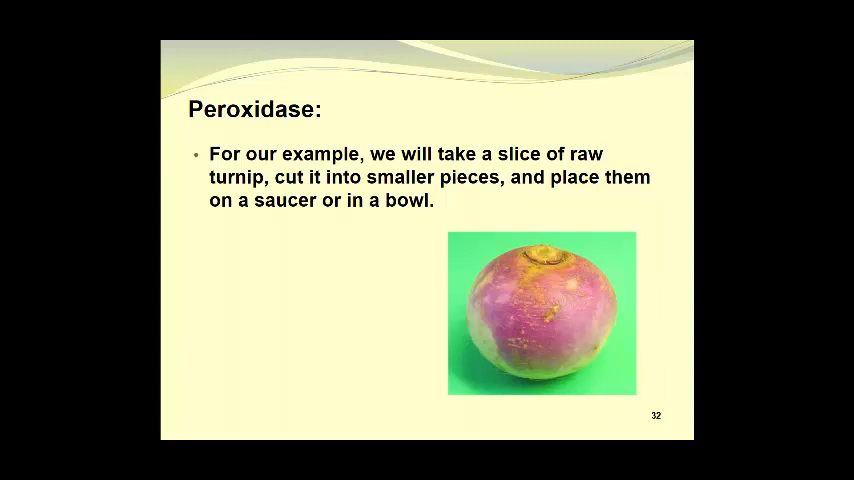 Peroxidase:
• For our example, we will take a slice of raw
turnip, cut it into smaller pieces, and place them
on a saucer or in a bowl.
32